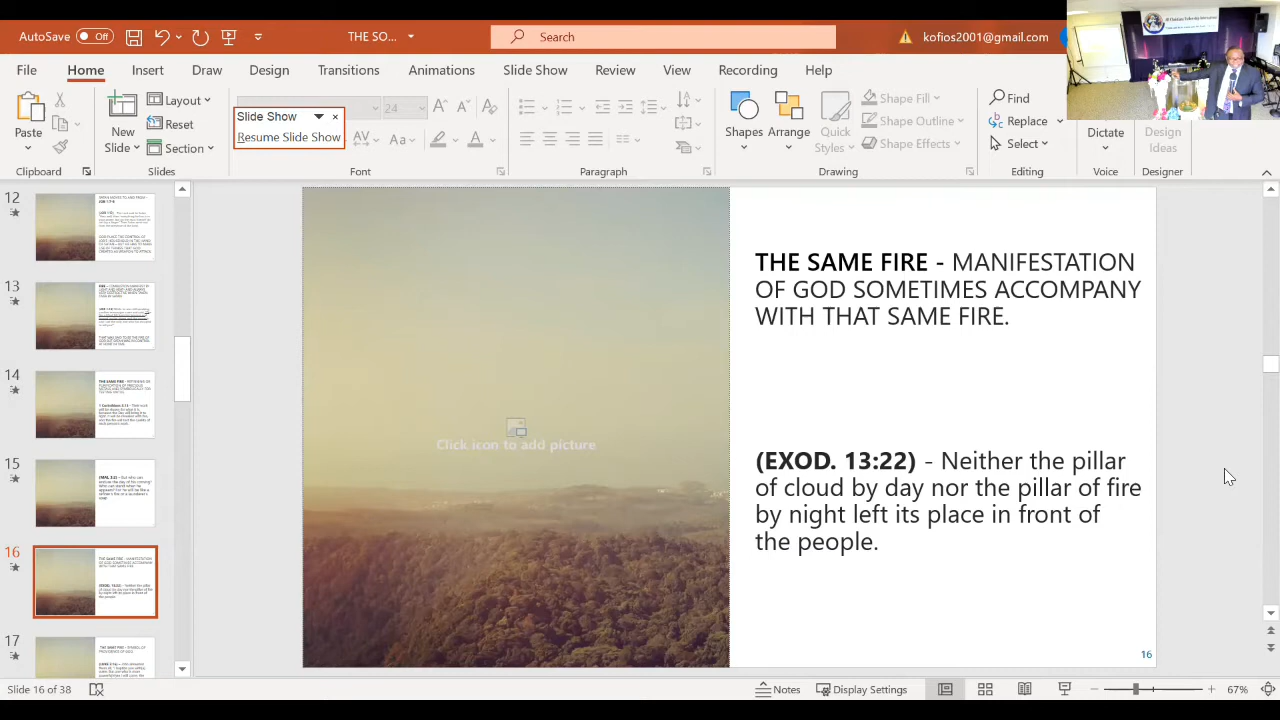 AutoSave Off THE SO... Search kofios2001@gmail.com
File Home Insert Draw Design Transitions Animations Slide Show Review View Recording Help
Paste
Clipboard
New Slide
Layout
Reset
Section
Slides
Slide Show
Resume Slide Show
24
Aa
Font
Paragraph
Shapes Arrange Quick Styles
Shape Fill
Shape Outline
Shape Effects
Drawing
Find
Replace
Select
Editing
Dictate
Voice
Design Ideas
Designer
12
13
14
15
16
17
Click icon to add picture
THE SAME FIRE - MANIFESTATION
OF GOD SOMETIMES ACCOMPANY
WITH THAT SAME FIRE.
(EXOD. 13:22) - Neither the pillar
of cloud by day nor the pillar of fire
by night left its place in front of
the people.
16
Slide 16 of 38 Notes Display Settings 67%